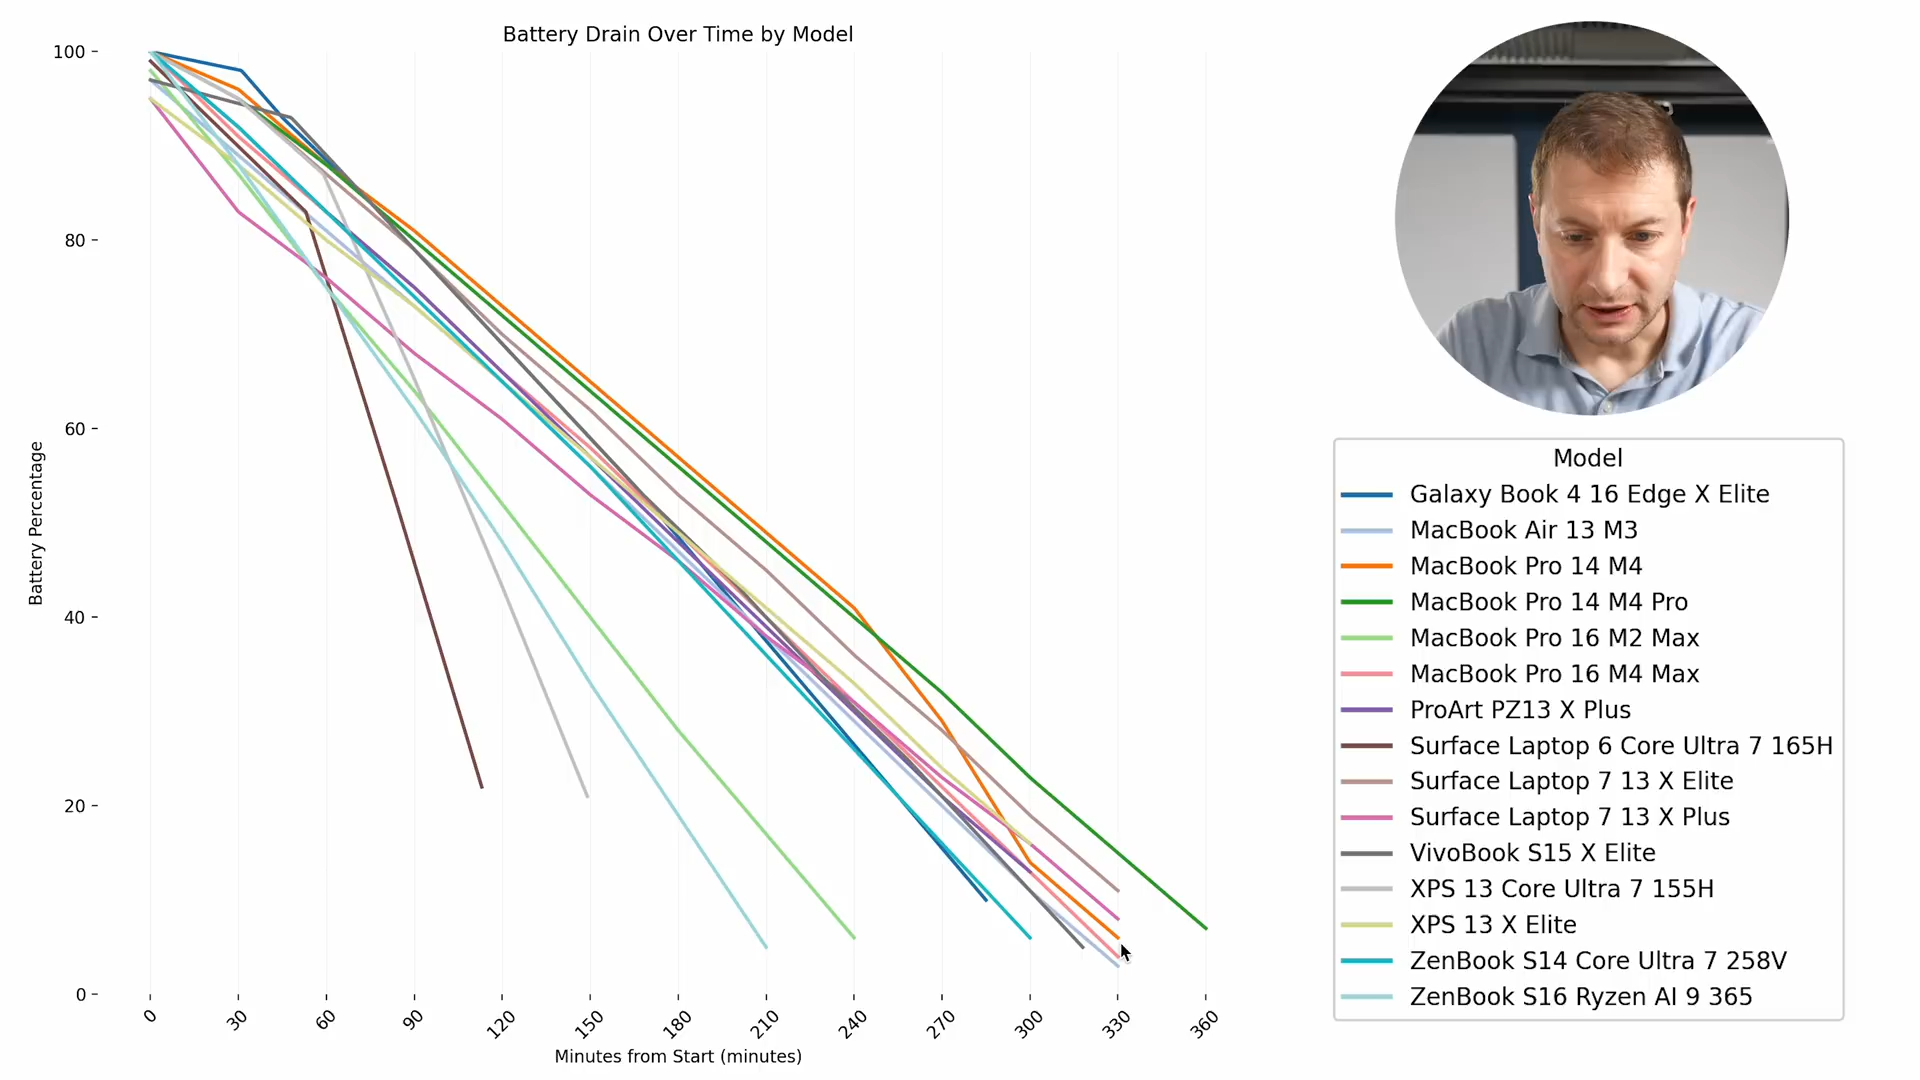 Battery Drain Over Time by Model
100
80
60
40
20
0
Battery Percentage
0
30
60
90
120
150
180
210
240
270
300
330
360
Minutes from Start (minutes)
Model
Galaxy Book 4 16 Edge X Elite
MacBook Air 13 M3
MacBook Pro 14 M4
MacBook Pro 14 M4 Pro
MacBook Pro 16 M2 Max
MacBook Pro 16 M4 Max
ProArt PZ13 X Plus
Surface Laptop 6 Core Ultra 7 165H
Surface Laptop 7 13 X Elite
Surface Laptop 7 13 X Plus
VivoBook S15 X Elite
XPS 13 Core Ultra 7 155H
XPS 13 X Elite
ZenBook S14 Core Ultra 7 258V
ZenBook S16 Ryzen AI 9 365